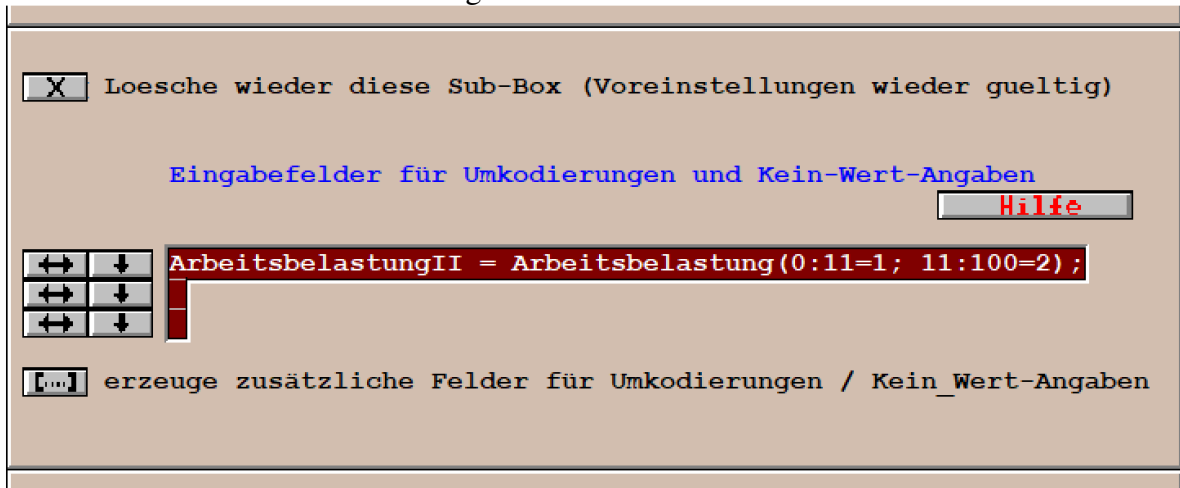 X Loesche wieder diese Sub-Box (Voreinstellungen wieder gueltig)
Eingabefelder für Umkodierungen und Kein-Wert-Angaben
Hilfe
ArbeitsbelastungII = Arbeitsbelastung(0:11=1; 11:100=2);
[....] erzeuge zusätzliche Felder für Umkodierungen / Kein_Wert-Angaben